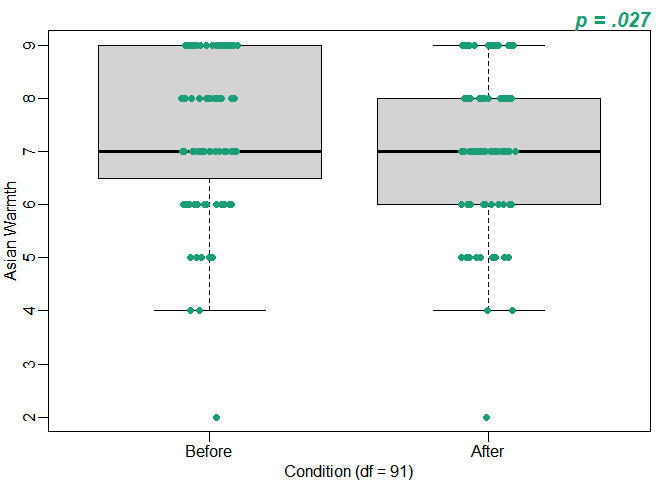 p = .027
9
8
7
6
5
4
3
2
Asian Warmth
Before
After
Condition (df = 91)